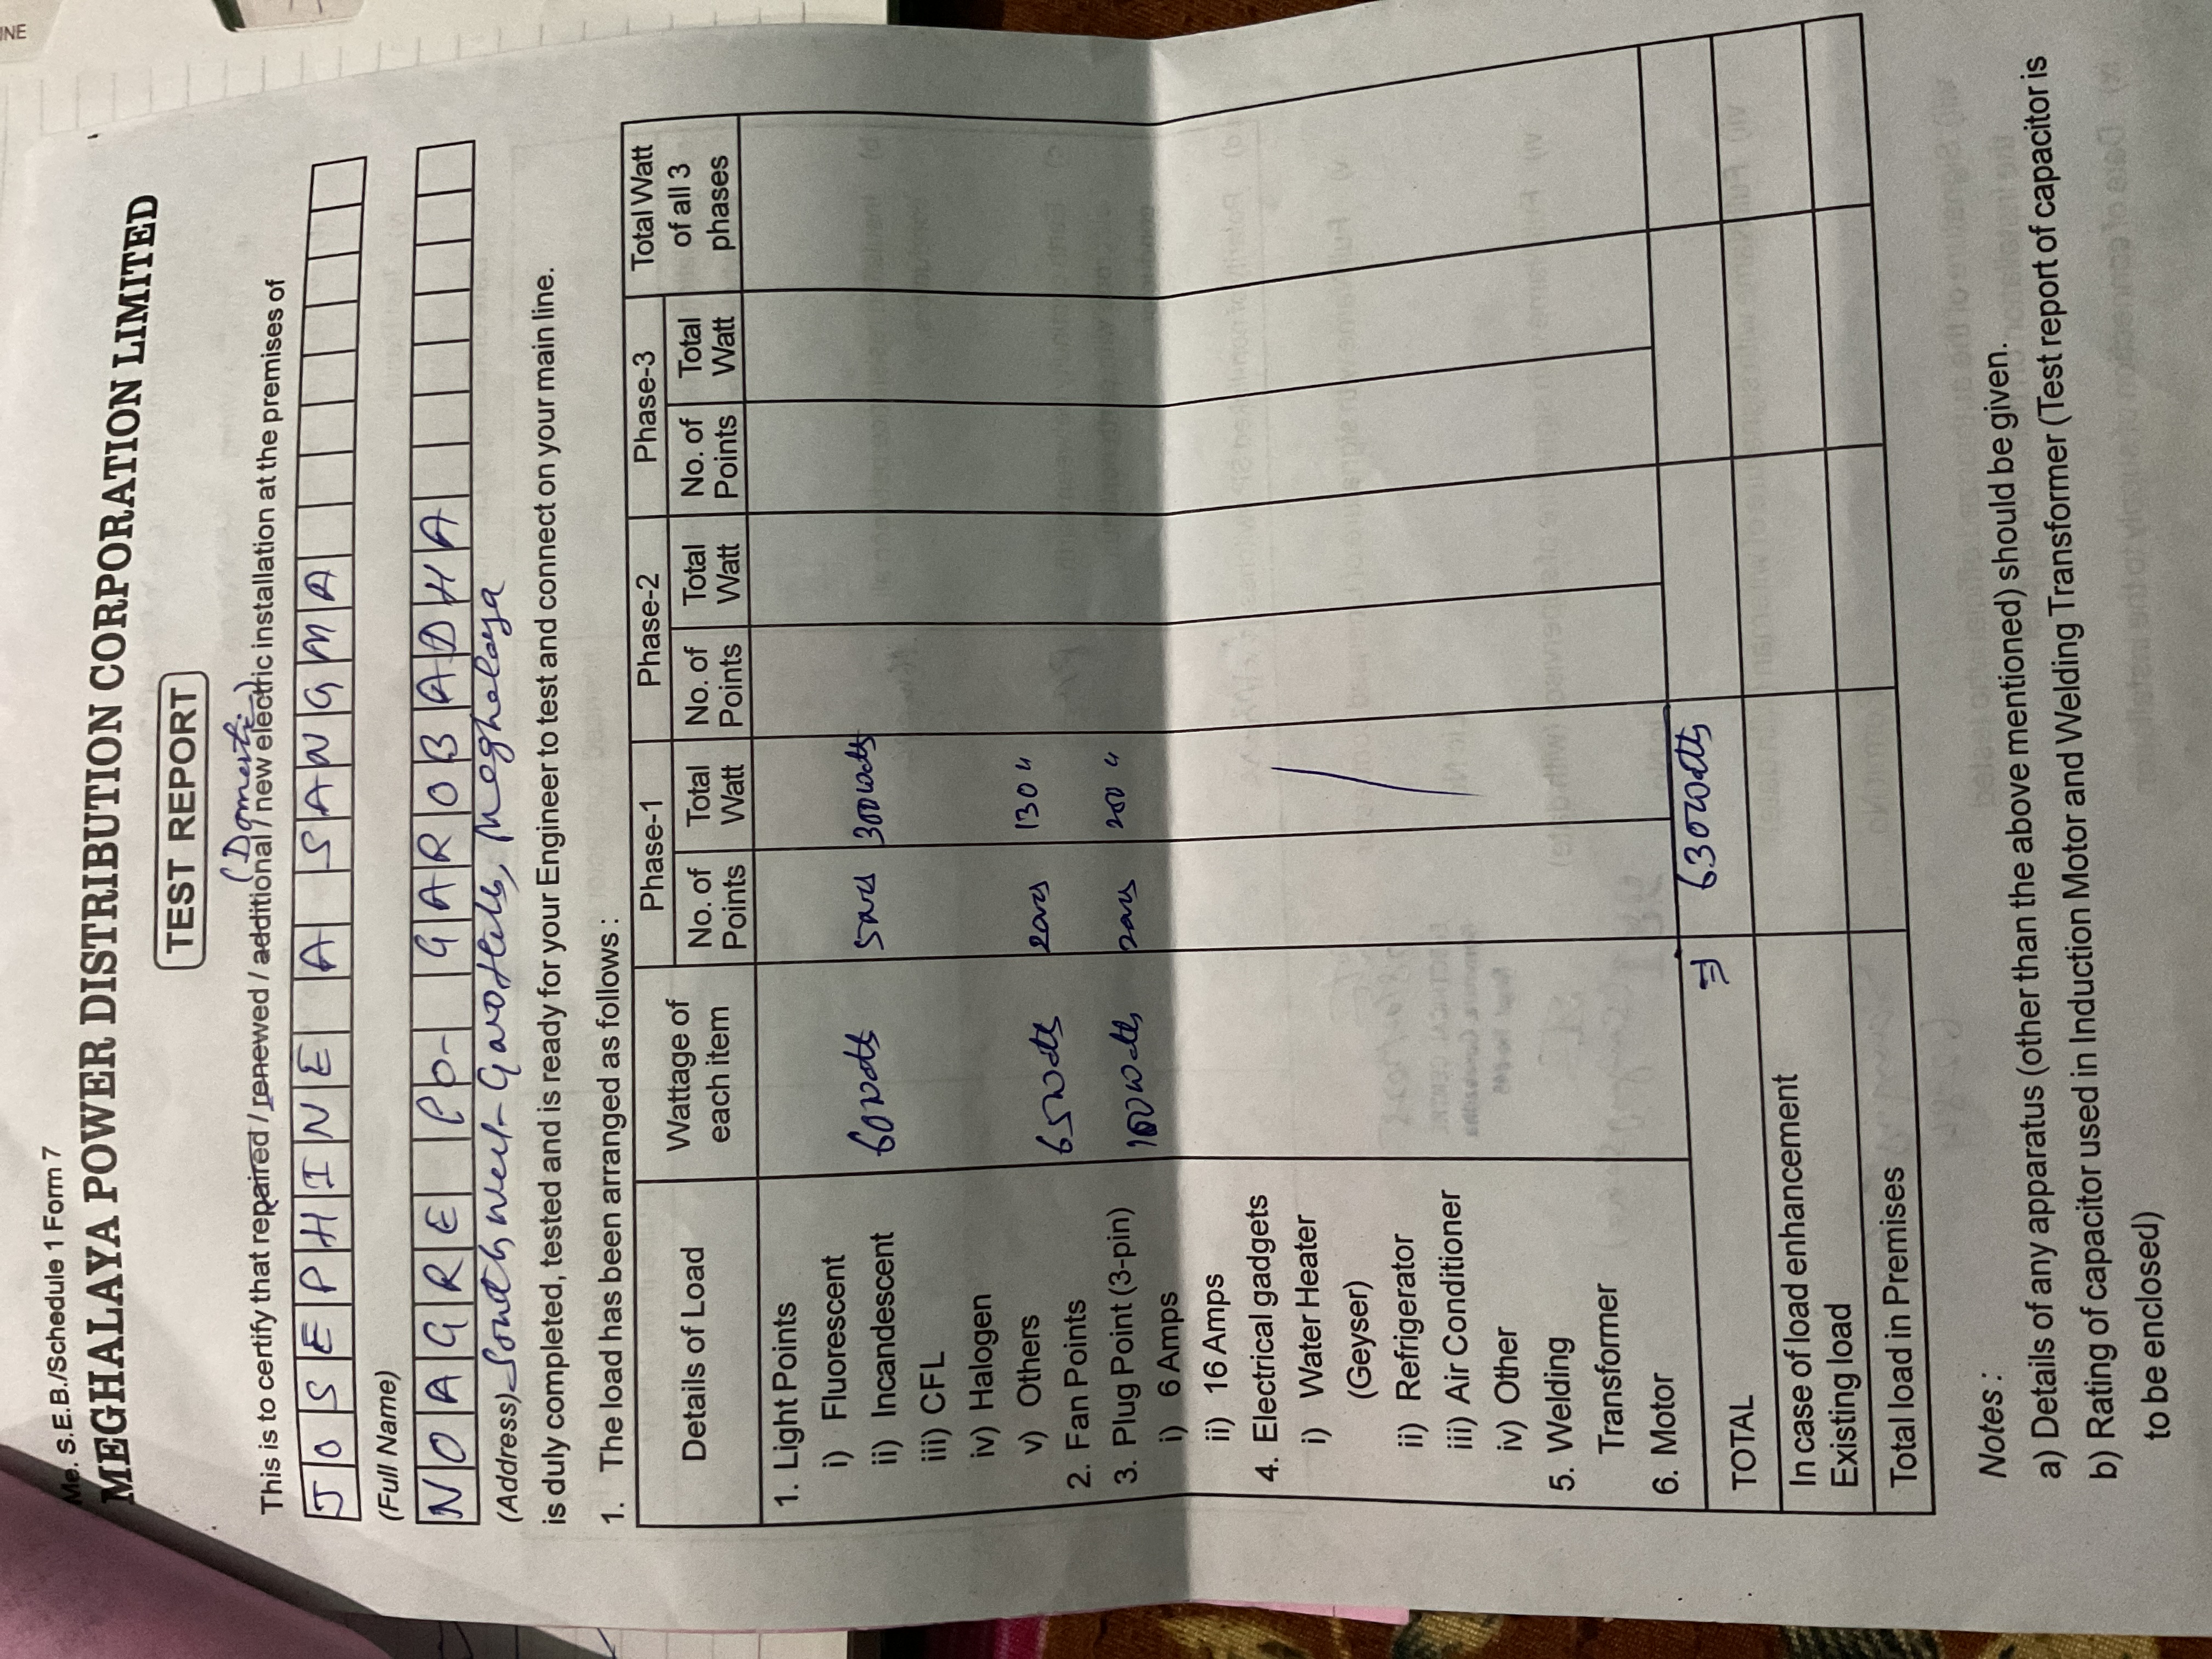 INE
Me. S.E.B./Schedule 1 Form 7
MEGHALAYA POWER DISTRIBUTION CORPORATION LIMITED
TEST REPORT
(Domestic)
This is to certify that repaired / renewed / additional / new electric installation at the premises of
JOSEPHINE A SANGMA
(Full Name)
NOAGRE PO- GAROBADHA
(Address) South West Garo Hills, Meghalaya
is duly completed, tested and is ready for your Engineer to test and connect on your main line.
1. The load has been arranged as follows :
Details of Load Wattage of each item Phase-1 Phase-2 Phase-3 Total Watt of all 3 phases
No. of Points Total Watt No. of Points Total Watt No. of Points Total Watt
1. Light Points
i) Fluorescent
ii) Incandescent 60watts 5nos 300watts
iii) CFL
iv) Halogen
v) Others
2. Fan Points 65watts 2nos 130 "
3. Plug Point (3-pin) 100watts 2nos 200 "
i) 6 Amps
ii) 16 Amps
4. Electrical gadgets
i) Water Heater
(Geyser)
ii) Refrigerator
iii) Air Conditioner
iv) Other
5. Welding
Transformer
6. Motor
TOTAL = 630watts
In case of load enhancement
Existing load
Total load in Premises
Notes :
a) Details of any apparatus (other than the above mentioned) should be given.
b) Rating of capacitor used in Induction Motor and Welding Transformer (Test report of capacitor is
to be enclosed)